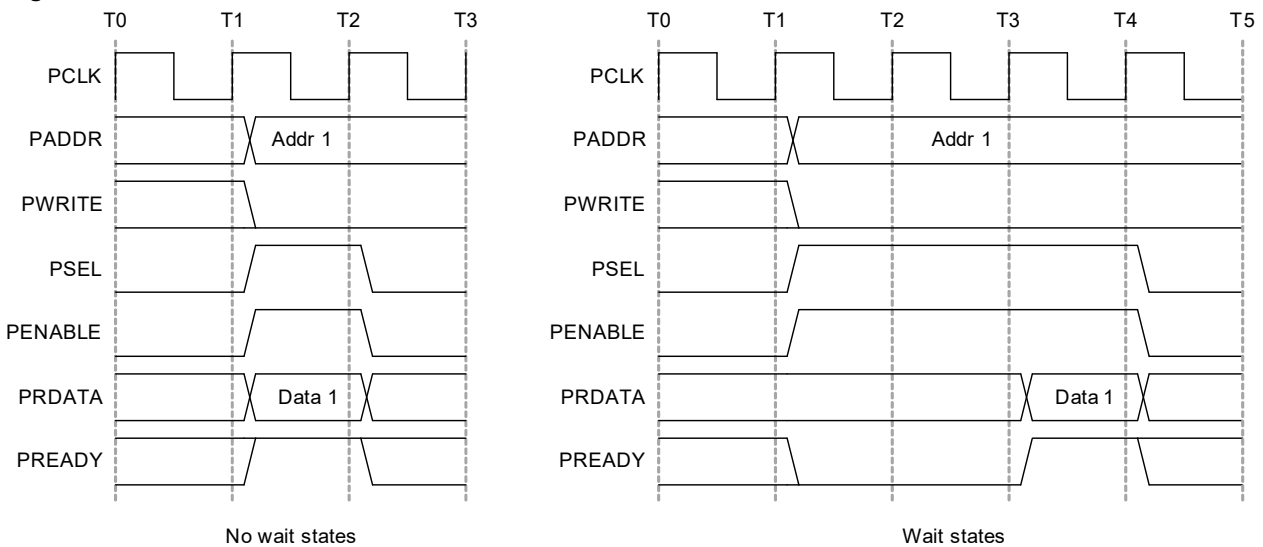 T0 T1 T2 T3 T0 T1 T2 T3 T4 T5
PCLK PCLK
PADDR Addr 1 PADDR Addr 1
PWRITE PWRITE
PSEL PSEL
PENABLE PENABLE
PRDATA Data 1 PRDATA Data 1
PREADY PREADY
No wait states Wait states